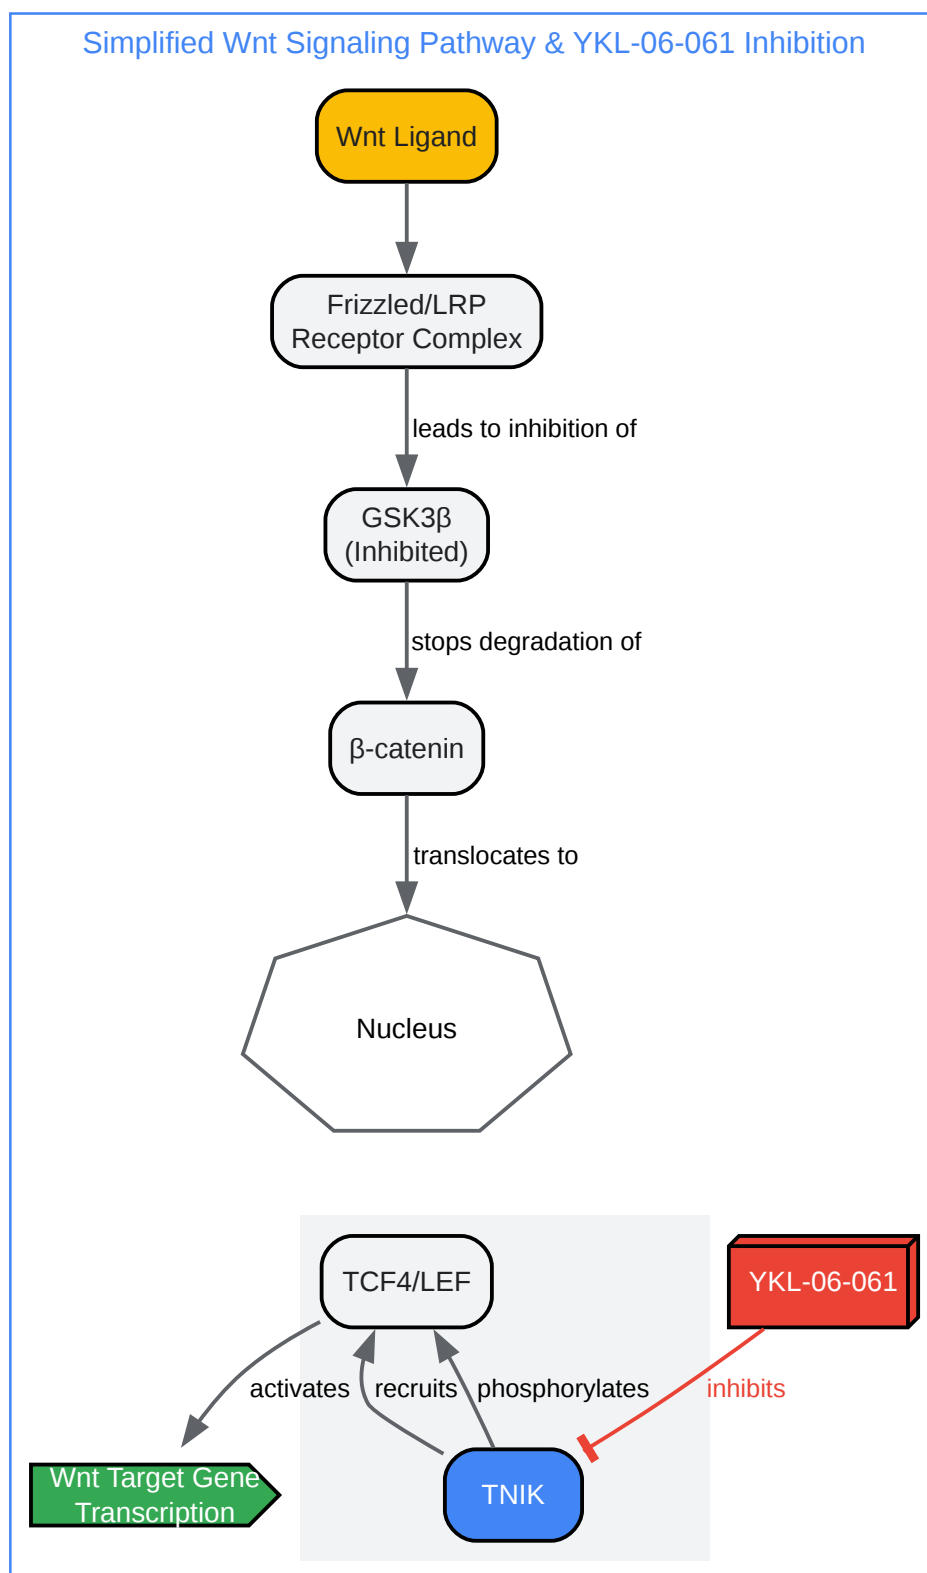 Simplified Wnt Signaling Pathway & YKL-06-061 Inhibition
Wnt Ligand
Frizzled/LRP
Receptor Complex
leads to inhibition of
GSK3β
(Inhibited)
stops degradation of
β-catenin
translocates to
Nucleus
TCF4/LEF
YKL-06-061
activates
recruits
phosphorylates
inhibits
Wnt Target Gene
Transcription
TNIK